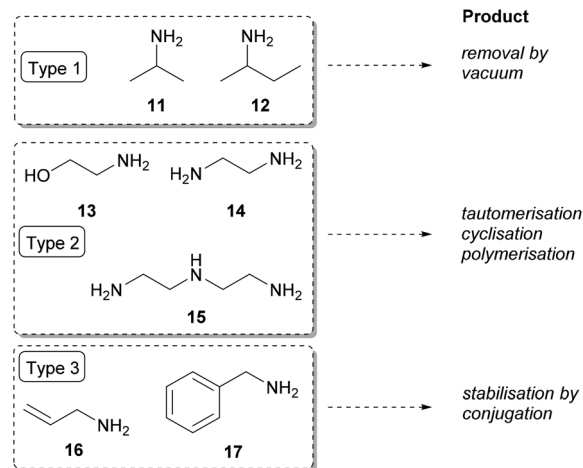 Product
Type 1
NH2
NH2
11
12
removal by
vacuum
HO
NH2
H2N
NH2
13
14
Type 2
H2N
H
N
NH2
15
tautomerisation
cyclisation
polymerisation
Type 3
NH2
16
NH2
17
stabilisation by
conjugation